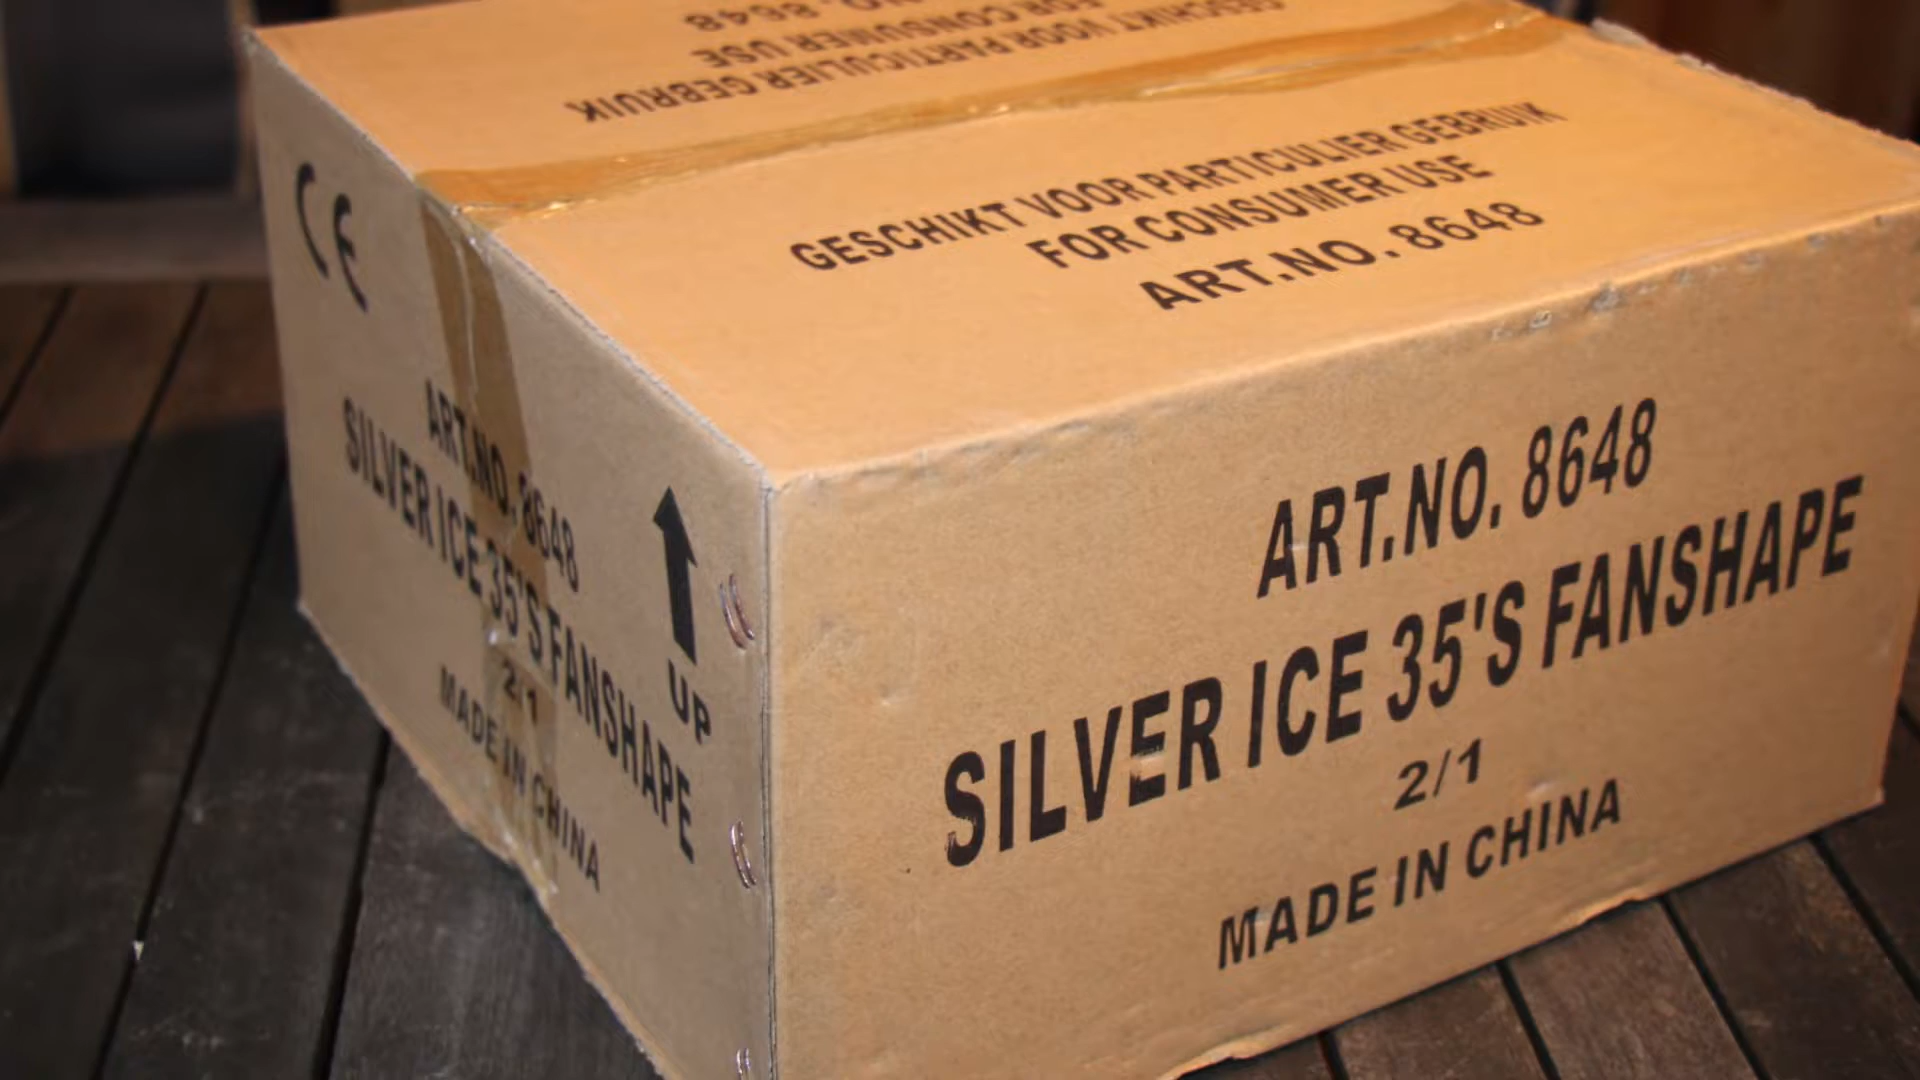 NO. 8648
FOR CONSUMER USE
GESCHIKT VOOR PARTICULIER GEBRUIK
GESCHIKT VOOR PARTICULIER GEBRUIK
FOR CONSUMER USE
ART.NO. 8648
CE
ART.NO. 8648
SILVER ICE 35'S FANSHAPE
2/1
MADE IN CHINA
UP
ART.NO. 8648
SILVER ICE 35'S FANSHAPE
2/1
MADE IN CHINA